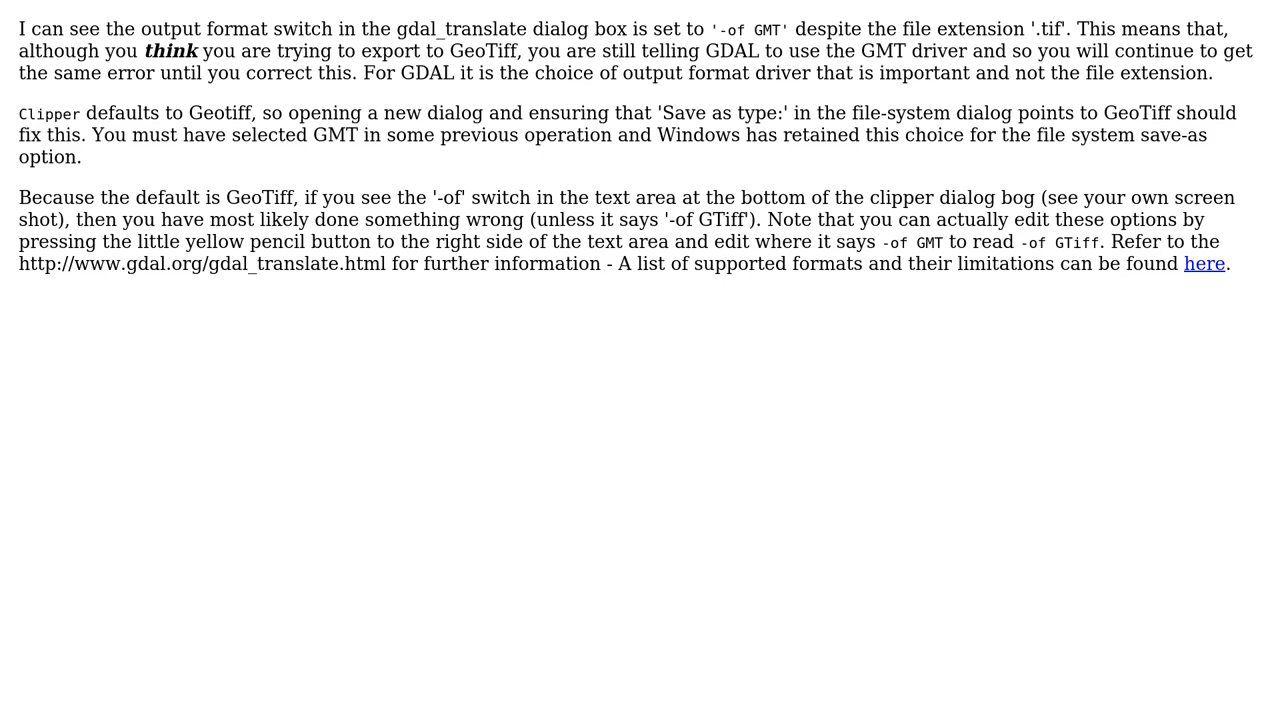 I can see the output format switch in the gdal_translate dialog box is set to '-of GMT' despite the file extension '.tif'. This means that,
although you think you are trying to export to GeoTiff, you are still telling GDAL to use the GMT driver and so you will continue to get
the same error until you correct this. For GDAL it is the choice of output format driver that is important and not the file extension.
Clipper defaults to Geotiff, so opening a new dialog and ensuring that 'Save as type:' in the file-system dialog points to GeoTiff should
fix this. You must have selected GMT in some previous operation and Windows has retained this choice for the file system save-as
option.
Because the default is GeoTiff, if you see the '-of' switch in the text area at the bottom of the clipper dialog bog (see your own screen
shot), then you have most likely done something wrong (unless it says '-of GTiff'). Note that you can actually edit these options by
pressing the little yellow pencil button to the right side of the text area and edit where it says -of GMT to read -of GTiff. Refer to the
http://www.gdal.org/gdal_translate.html for further information - A list of supported formats and their limitations can be found here.